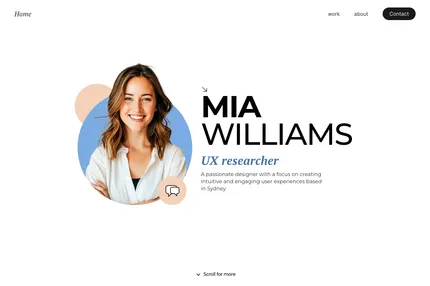 Home
work
about
Contact
MIA
WILLIAMS
UX researcher
A passionate designer with a focus on creating
intuitive and engaging user experiences based
in Sydney
Scroll for more